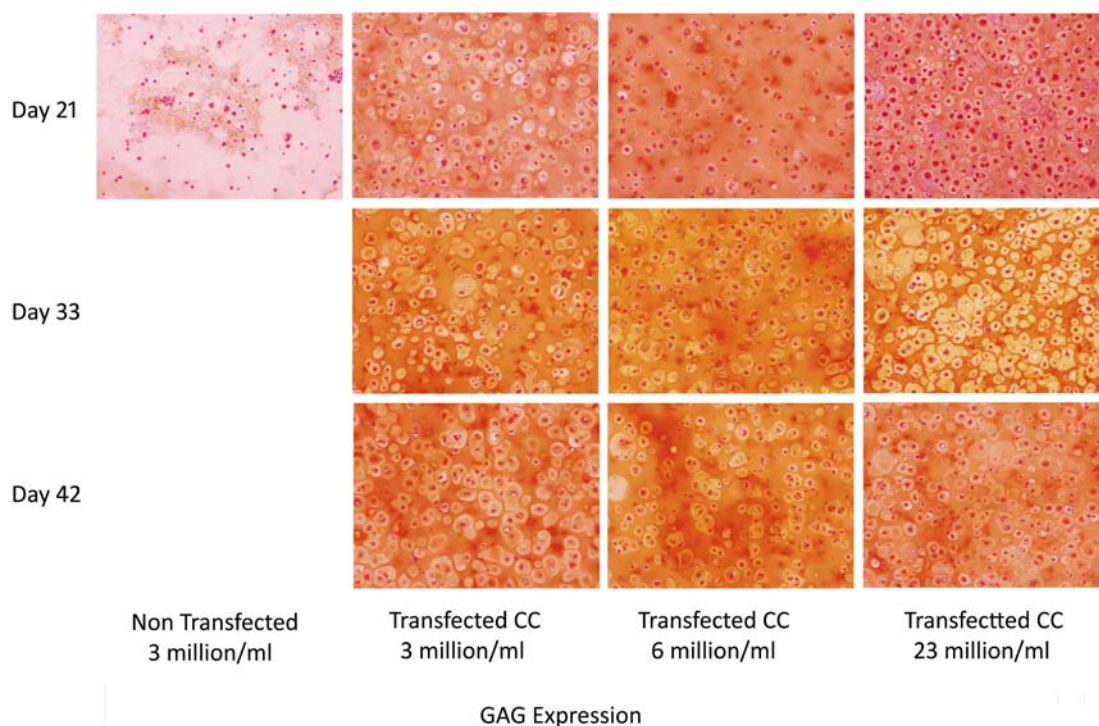 Day 21
Day 33
Day 42
Non Transfected
3 million/ml
Transfected CC
3 million/ml
Transfected CC
6 million/ml
Transfectted CC
23 million/ml
GAG Expression